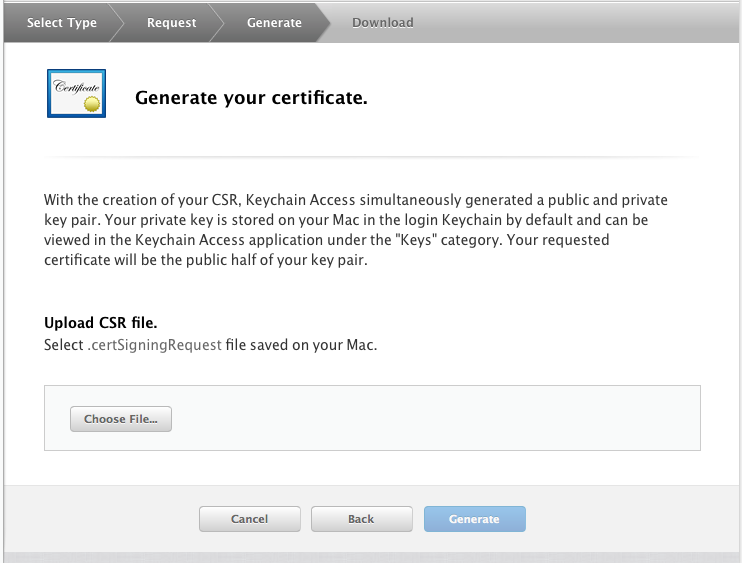 Select Type Request Generate Download
Certificate
Generate your certificate.
With the creation of your CSR, Keychain Access simultaneously generated a public and private
key pair. Your private key is stored on your Mac in the login Keychain by default and can be
viewed in the Keychain Access application under the "Keys" category. Your requested
certificate will be the public half of your key pair.
Upload CSR file.
Select .certSigningRequest file saved on your Mac.
Choose File...
Cancel Back Generate